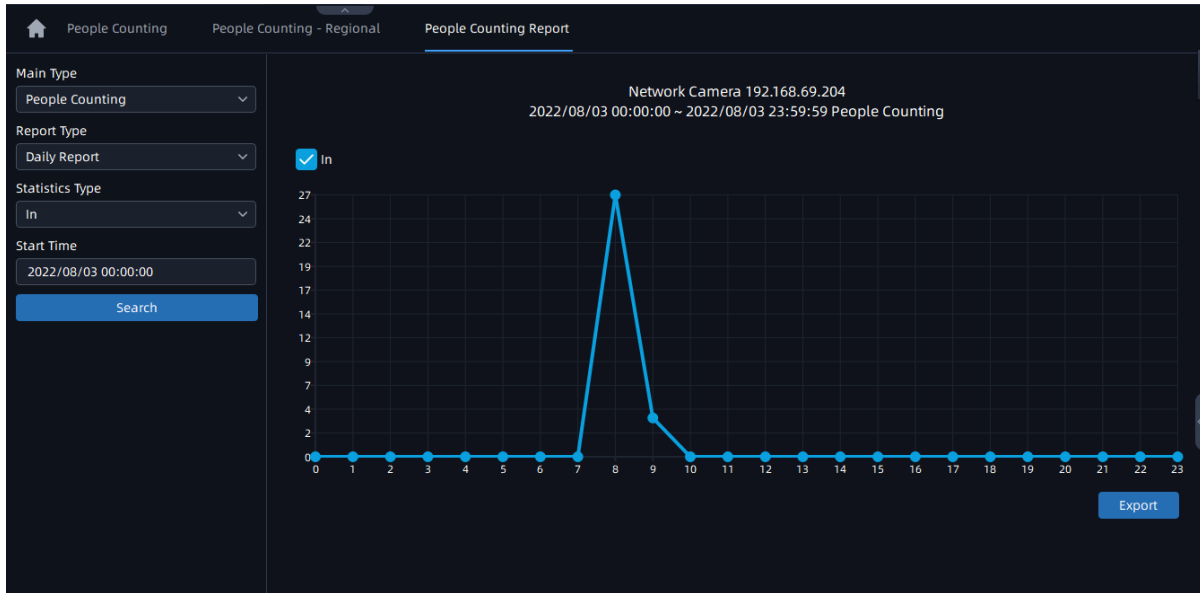 People Counting People Counting - Regional People Counting Report
Main Type
People Counting
Report Type
Daily Report
Statistics Type
In
Start Time
2022/08/03 00:00:00
Search
Network Camera 192.168.69.204
2022/08/03 00:00:00 ~ 2022/08/03 23:59:59 People Counting
In
27
24
22
19
17
14
12
9
7
4
2
0
0 1 2 3 4 5 6 7 8 9 10 11 12 13 14 15 16 17 18 19 20 21 22 23
Export